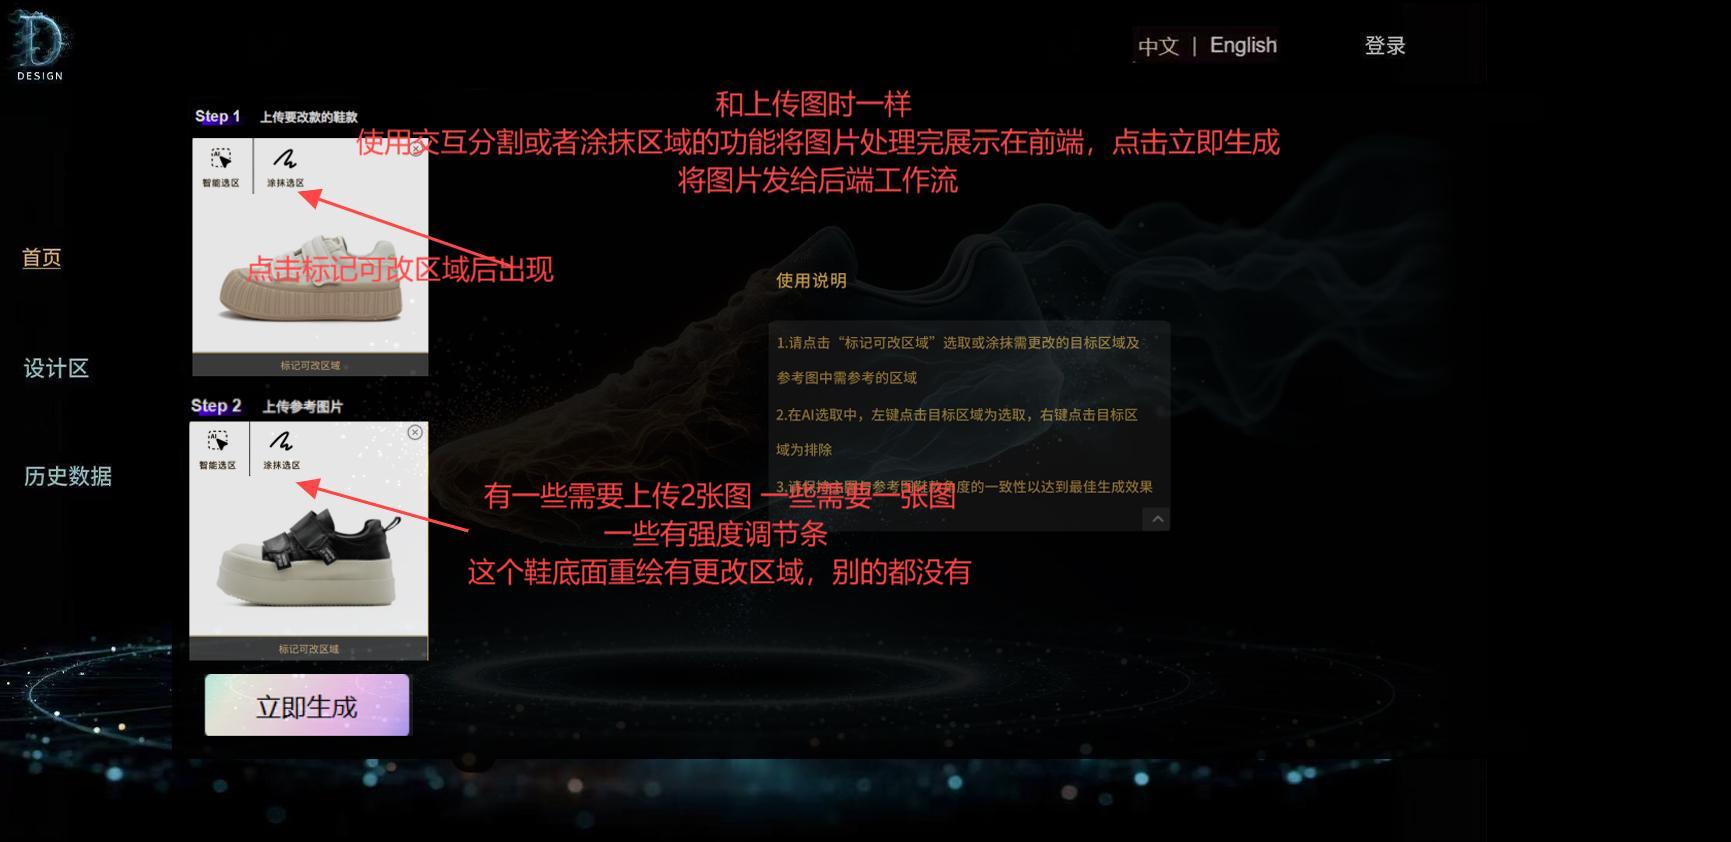 DESIGN
中文 | English
登录
Step 1 上传要改款的鞋款
和上传图时一样
使用交互分割或者涂抹区域的功能将图片处理完展示在前端，点击立即生成
将图片发给后端工作流
AI
智能选区
涂抹选区
首页
点击标记可改区域后出现
使用说明
1.请点击“标记可改区域”选取或涂抹需更改的目标区域及
参考图中需参考的区域
标记可改区域
设计区
Step 2 上传参考图片
2.在AI选取中，左键点击目标区域为选取，右键点击目标区
域为排除
AI
智能选区
涂抹选区
历史数据
3.请保持主图与参考图鞋款角度的一致性以达到最佳生成效果
有一些需要上传2张图 一些需要一张图
一些有强度调节条
这个鞋底面重绘有更改区域，别的都没有
标记可改区域
立即生成